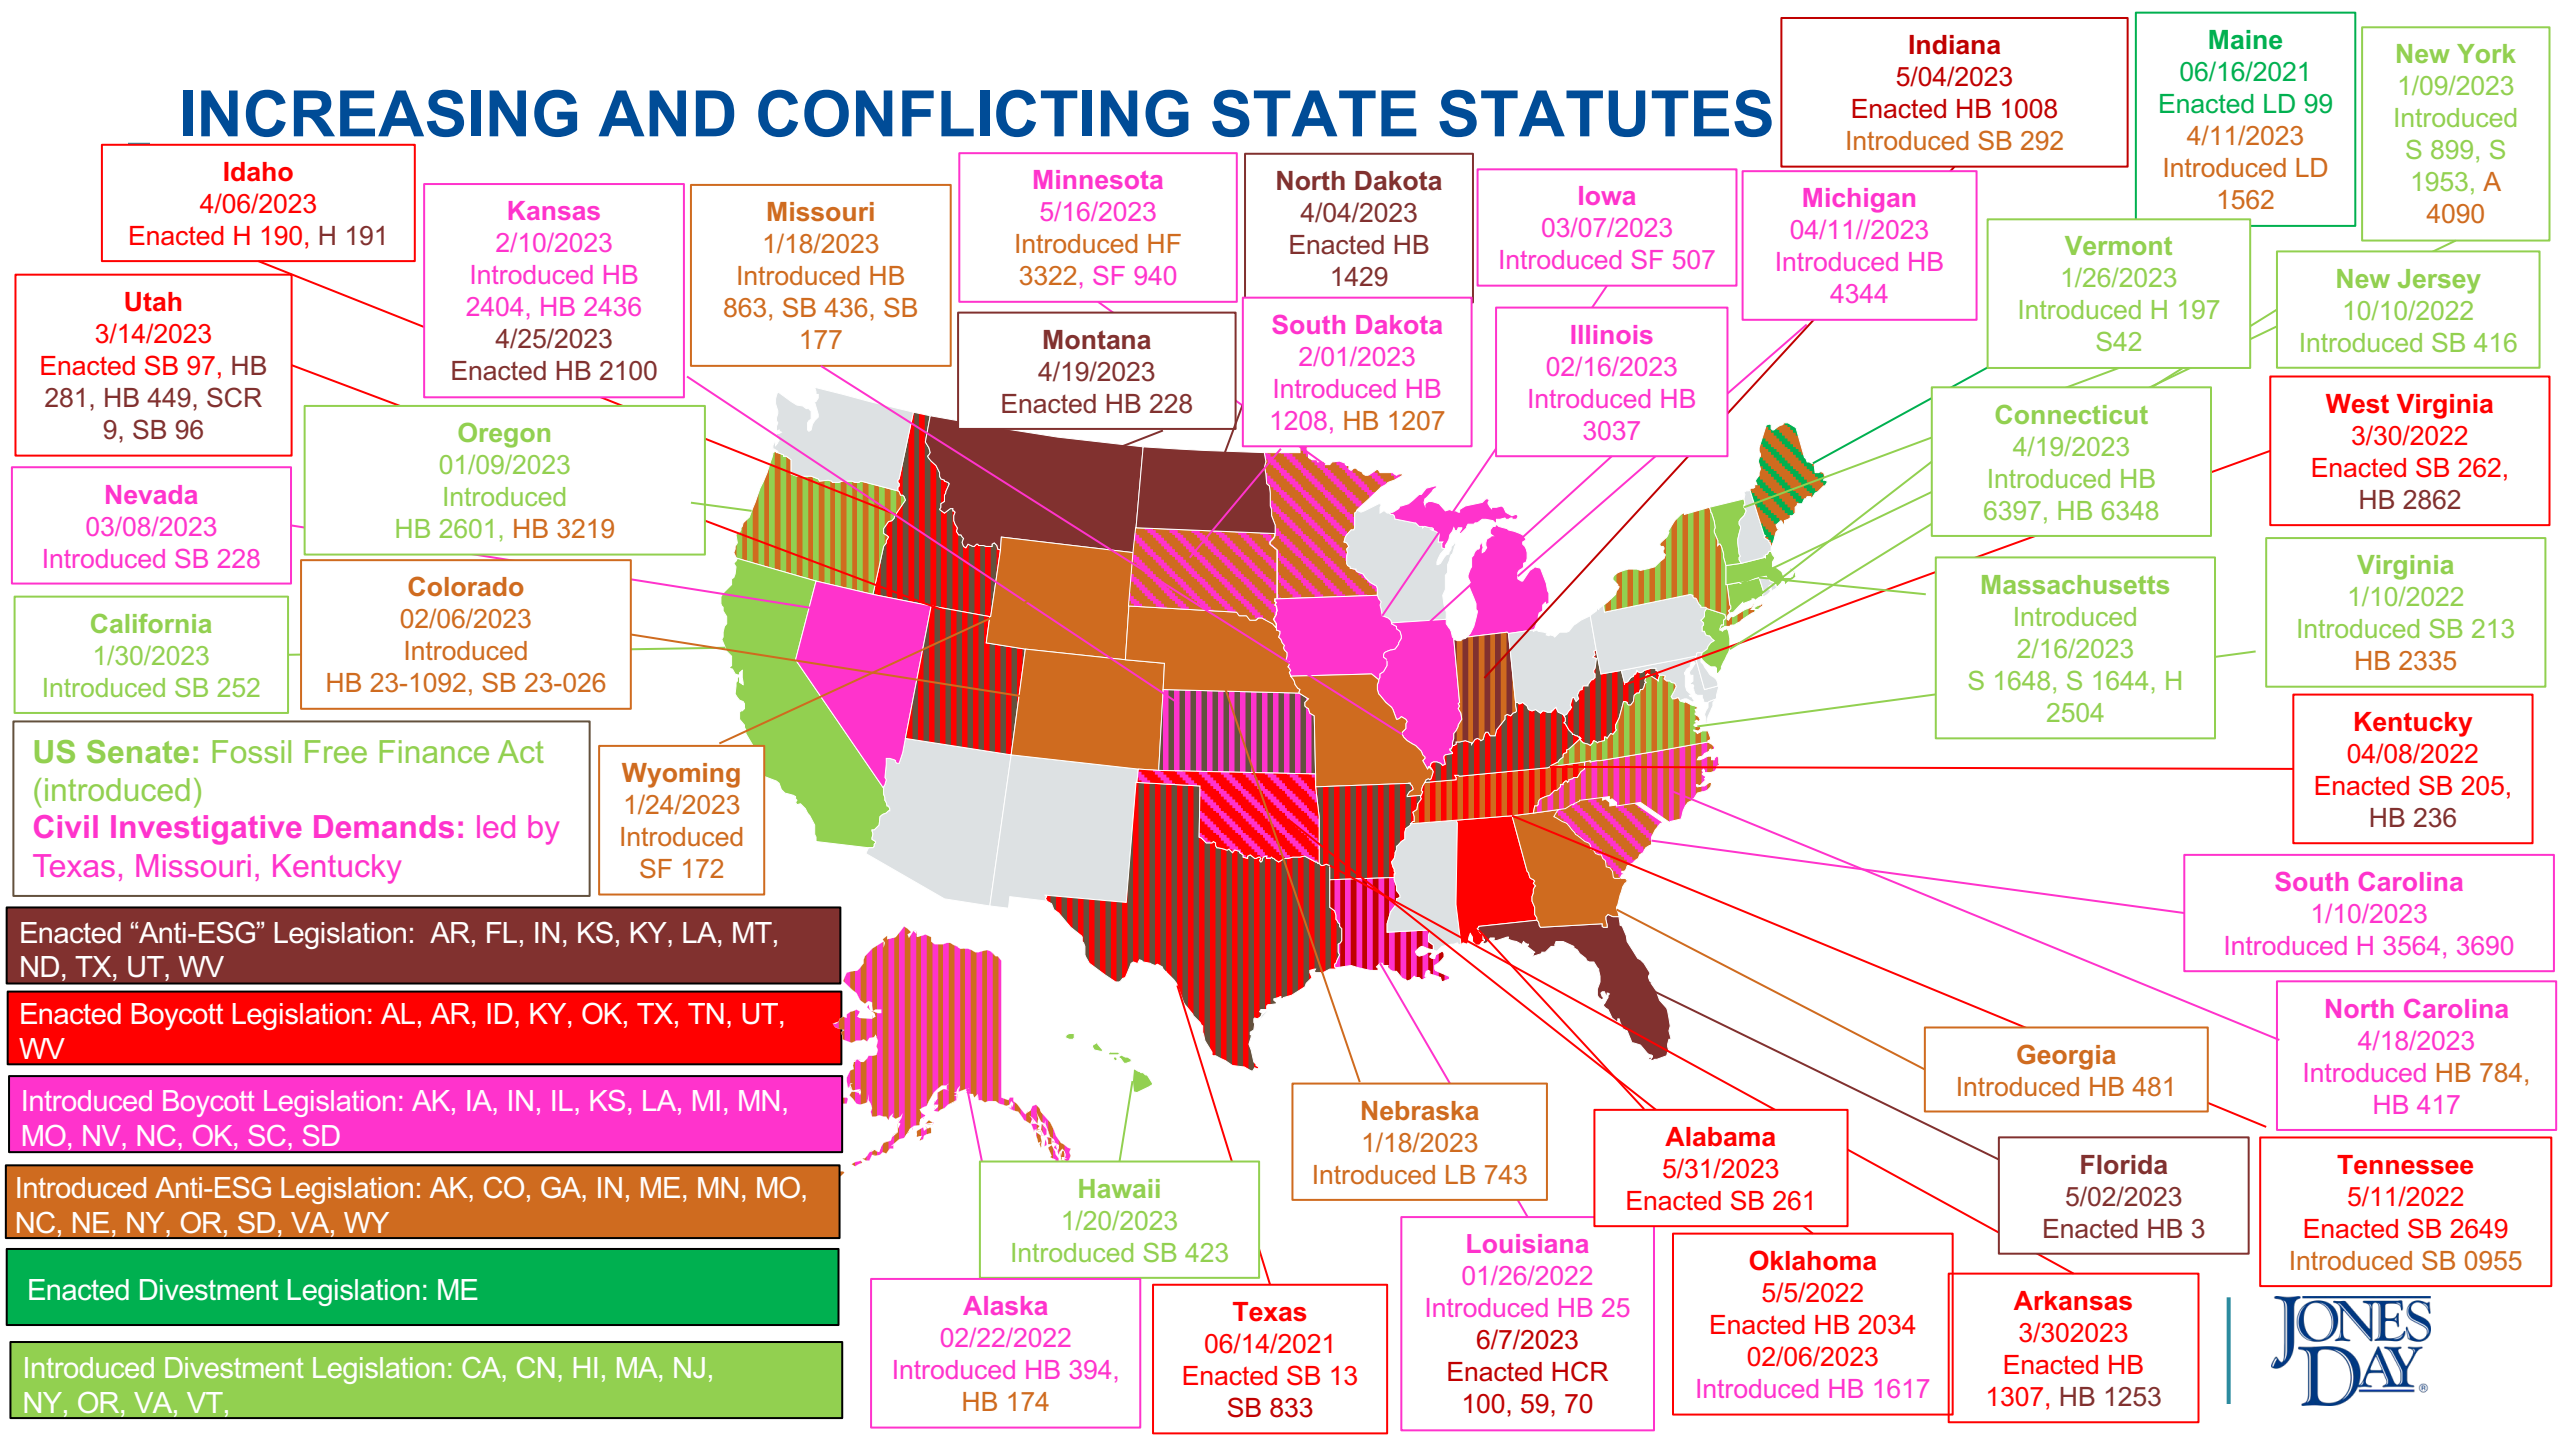 INCREASING AND CONFLICTING STATE STATUTES
Indiana
5/04/2023
Enacted HB 1008
Introduced SB 292
Maine
06/16/2021
Enacted LD 99
4/11/2023
Introduced LD
1562
New York
1/09/2023
Introduced
S 899, S
1953, A
4090
Idaho
4/06/2023
Enacted H 190, H 191
Kansas
2/10/2023
Introduced HB
2404, HB 2436
4/25/2023
Enacted HB 2100
Missouri
1/18/2023
Introduced HB
863, SB 436, SB
177
Minnesota
5/16/2023
Introduced HF
3322, SF 940
North Dakota
4/04/2023
Enacted HB
1429
Iowa
03/07/2023
Introduced SF 507
Michigan
04/11//2023
Introduced HB
4344
Vermont
1/26/2023
Introduced H 197
S42
New Jersey
10/10/2022
Introduced SB 416
Utah
3/14/2023
Enacted SB 97, HB
281, HB 449, SCR
9, SB 96
Montana
4/19/2023
Enacted HB 228
South Dakota
2/01/2023
Introduced HB
1208, HB 1207
Illinois
02/16/2023
Introduced HB
3037
Oregon
01/09/2023
Introduced
HB 2601, HB 3219
Connecticut
4/19/2023
Introduced HB
6397, HB 6348
West Virginia
3/30/2022
Enacted SB 262,
HB 2862
Nevada
03/08/2023
Introduced SB 228
Colorado
02/06/2023
Introduced
HB 23-1092, SB 23-026
Massachusetts
Introduced
2/16/2023
S 1648, S 1644, H
2504
Virginia
1/10/2022
Introduced SB 213
HB 2335
California
1/30/2023
Introduced SB 252
Kentucky
04/08/2022
Enacted SB 205,
HB 236
US Senate: Fossil Free Finance Act
(introduced)
Civil Investigative Demands: led by
Texas, Missouri, Kentucky
Wyoming
1/24/2023
Introduced
SF 172
South Carolina
1/10/2023
Introduced H 3564, 3690
North Carolina
4/18/2023
Introduced HB 784,
HB 417
Georgia
Introduced HB 481
Enacted “Anti-ESG” Legislation: AR, FL, IN, KS, KY, LA, MT,
ND, TX, UT, WV
Enacted Boycott Legislation: AL, AR, ID, KY, OK, TX, TN, UT,
WV
Introduced Boycott Legislation: AK, IA, IN, IL, KS, LA, MI, MN,
MO, NV, NC, OK, SC, SD
Introduced Anti-ESG Legislation: AK, CO, GA, IN, ME, MN, MO,
NC, NE, NY, OR, SD, VA, WY
Enacted Divestment Legislation: ME
Introduced Divestment Legislation: CA, CN, HI, MA, NJ,
NY, OR, VA, VT,
Nebraska
1/18/2023
Introduced LB 743
Alabama
5/31/2023
Enacted SB 261
Florida
5/02/2023
Enacted HB 3
Tennessee
5/11/2022
Enacted SB 2649
Introduced SB 0955
Hawaii
1/20/2023
Introduced SB 423
Alaska
02/22/2022
Introduced HB 394,
HB 174
Texas
06/14/2021
Enacted SB 13
SB 833
Louisiana
01/26/2022
Introduced HB 25
6/7/2023
Enacted HCR
100, 59, 70
Oklahoma
5/5/2022
Enacted HB 2034
02/06/2023
Introduced HB 1617
Arkansas
3/302023
Enacted HB
1307, HB 1253
JONES
DAY®